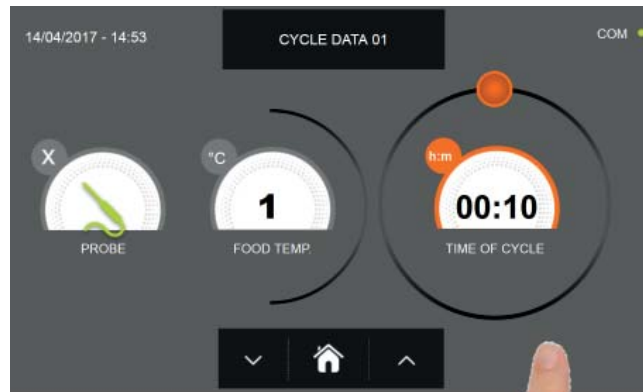 14/04/2017 - 14:53
CYCLE DATA 01
COM
X
°C
h:m
1
00:10
PROBE
FOOD TEMP.
TIME OF CYCLE